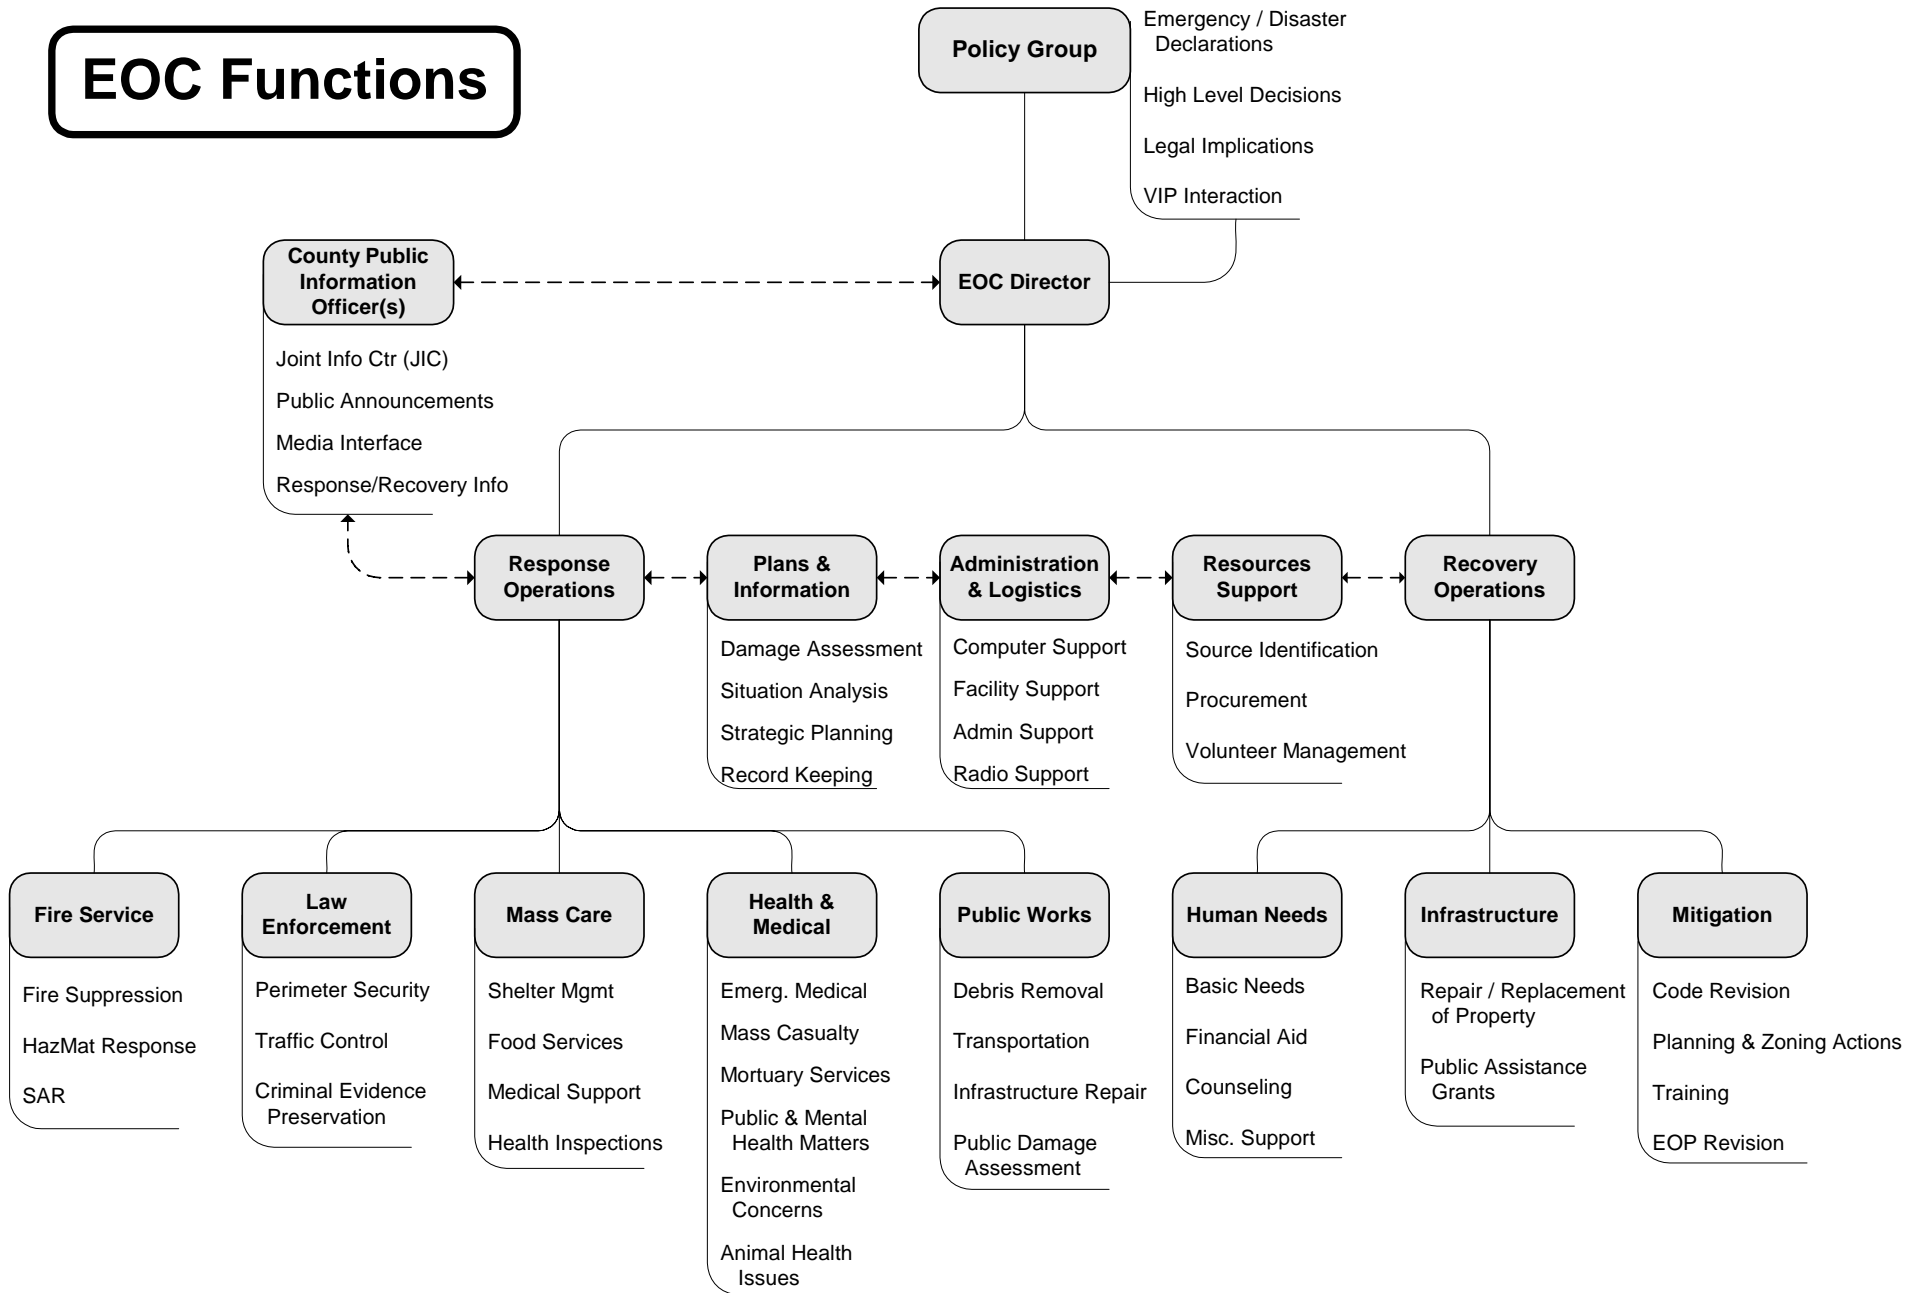 EOC Functions
Policy Group
Emergency / Disaster
Declarations
High Level Decisions
Legal Implications
VIP Interaction
County Public
Information
Officer(s)
EOC Director
Joint Info Ctr (JIC)
Public Announcements
Media Interface
Response/Recovery Info
Response
Operations
Plans &
Information
Administration
& Logistics
Resources
Support
Recovery
Operations
Damage Assessment
Situation Analysis
Strategic Planning
Record Keeping
Computer Support
Facility Support
Admin Support
Radio Support
Source Identification
Procurement
Volunteer Management
Fire Service
Law
Enforcement
Mass Care
Health &
Medical
Public Works
Human Needs
Infrastructure
Mitigation
Fire Suppression
HazMat Response
SAR
Perimeter Security
Traffic Control
Criminal Evidence
Preservation
Shelter Mgmt
Food Services
Medical Support
Health Inspections
Emerg. Medical
Mass Casualty
Mortuary Services
Public & Mental
Health Matters
Environmental
Concerns
Animal Health
Issues
Debris Removal
Transportation
Infrastructure Repair
Public Damage
Assessment
Basic Needs
Financial Aid
Counseling
Misc. Support
Repair / Replacement
of Property
Public Assistance
Grants
Code Revision
Planning & Zoning Actions
Training
EOP Revision